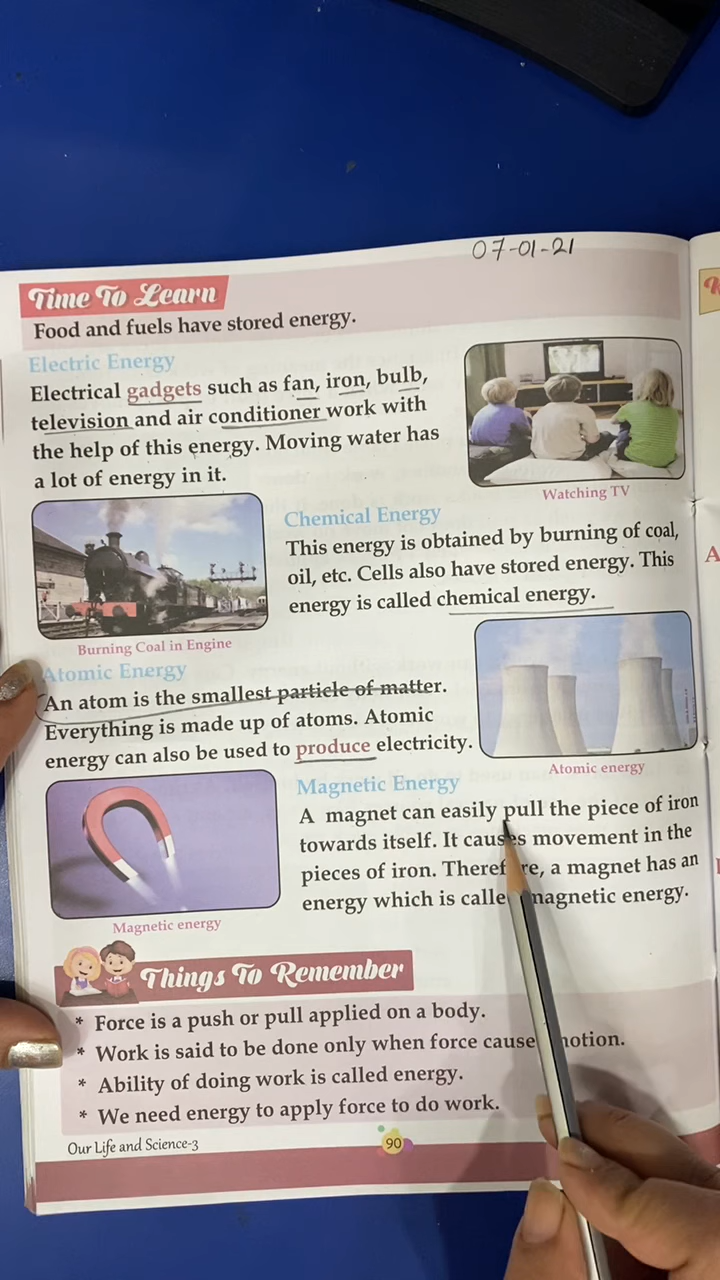 07-01-21
Time To Learn
Food and fuels have stored energy.
Electric Energy
Electrical gadgets such as fan, iron, bulb,
television and air conditioner work with
the help of this energy. Moving water has
a lot of energy in it.
Watching TV
Chemical Energy
This energy is obtained by burning of coal,
oil, etc. Cells also have stored energy. This
energy is called chemical energy.
Burning Coal in Engine
Atomic Energy
An atom is the smallest particle of matter.
Everything is made up of atoms. Atomic
energy can also be used to produce electricity.
Atomic energy
Magnetic Energy
A magnet can easily pull the piece of iron
towards itself. It causes movement in the
pieces of iron. Therefore, a magnet has an
energy which is called magnetic energy.
Magnetic energy
Things To Remember
* Force is a push or pull applied on a body.
* Work is said to be done only when force cause motion.
* Ability of doing work is called energy.
* We need energy to apply force to do work.
Our Life and Science-3
90